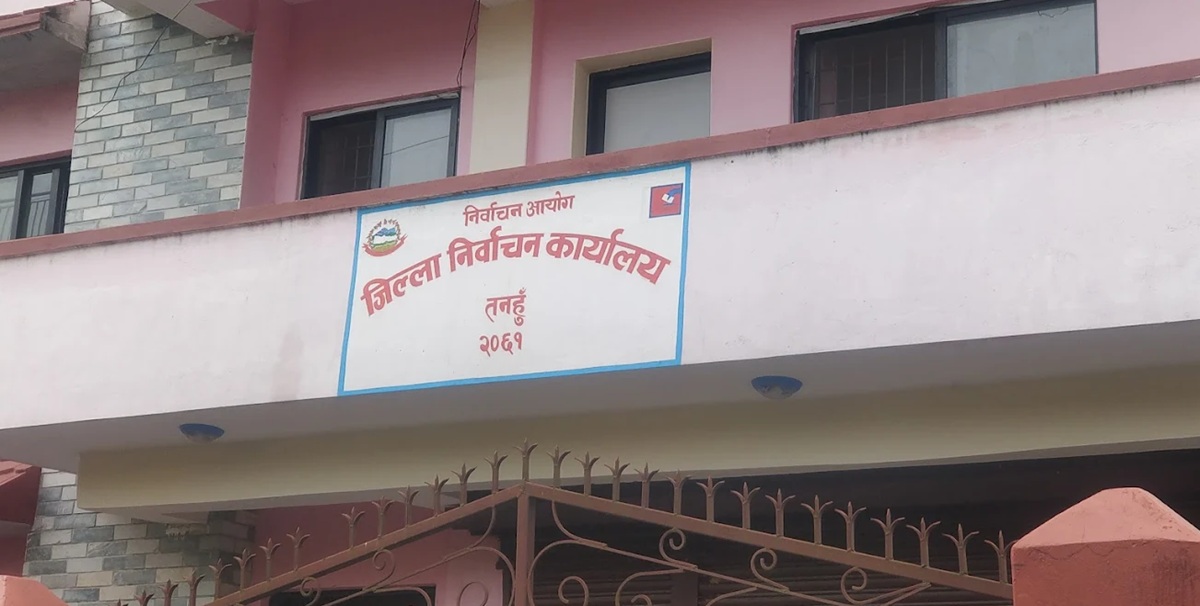 निर्वाचन आयोग
जिल्ला निर्वाचन कार्यालय
तनहुँ
२०६१